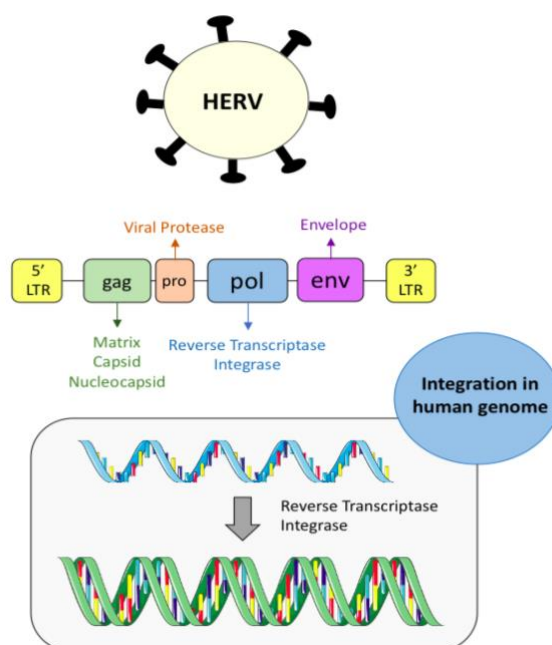 HERV
Viral Protease
Envelope
5’
LTR
gag
pro
pol
env
3’
LTR
Matrix
Capsid
Nucleocapsid
Reverse Transcriptase
Integrase
Integration in
human genome
Reverse Transcriptase
Integrase